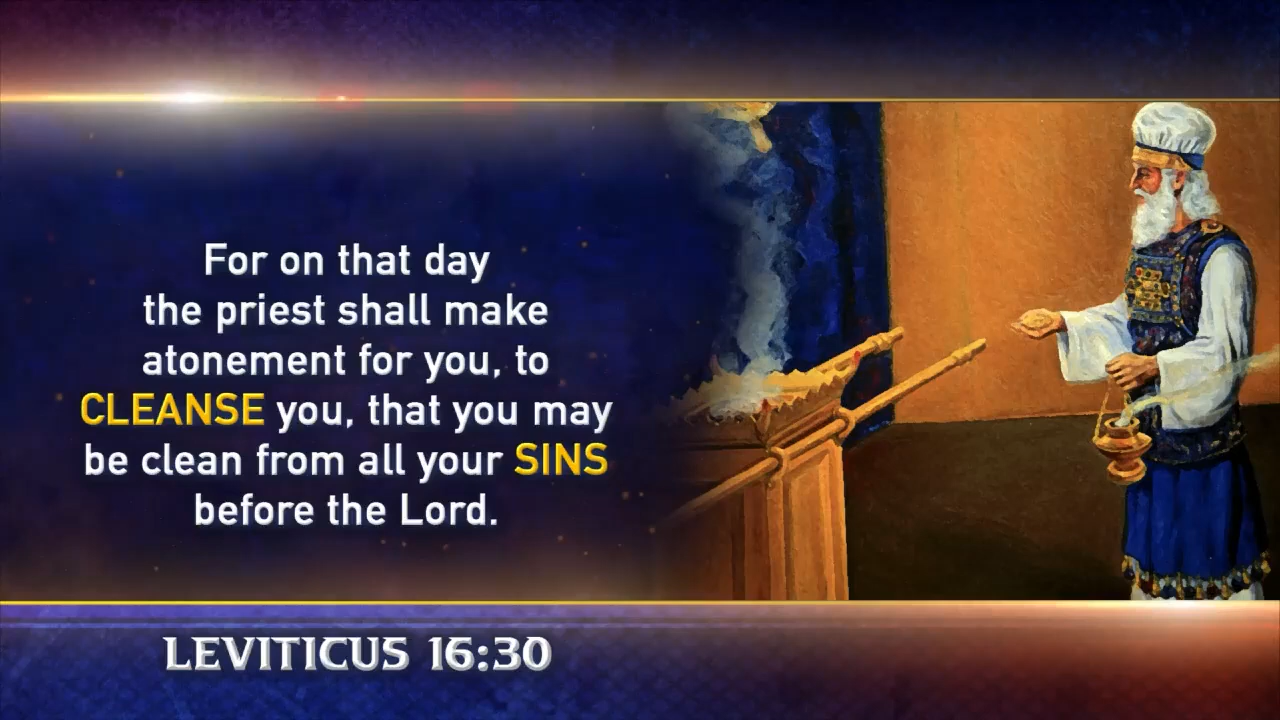 For on that day
the priest shall make
atonement for you, to
CLEANSE you, that you may
be clean from all your SINS
before the Lord.
LEVITICUS 16:30